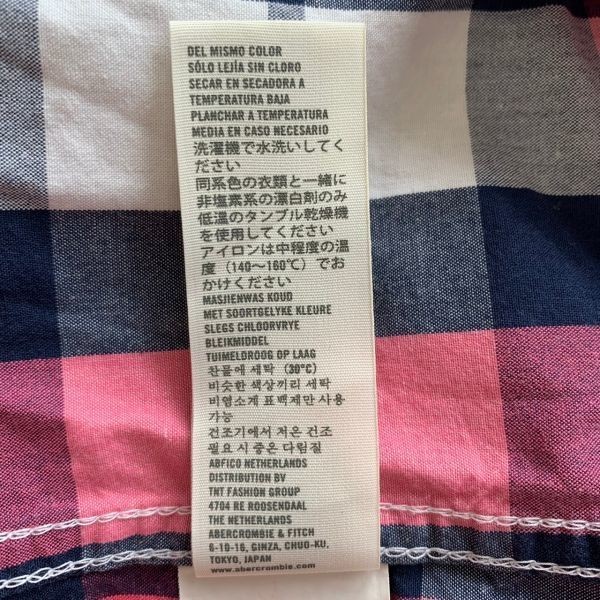 DEL MISMO COLOR
SÓLO LEJÍA SIN CLORO
SECAR EN SECADORA A
TEMPERATURA BAJA
PLANCHAR A TEMPERATURA
MEDIA EN CASO NECESARIO
洗濯機で水洗いしてく
ださい
同系色の衣類と一緒に
非塩素系の漂白剤のみ
低温のタンブル乾燥機
を使用してください
アイロンは中程度の温
度（140～160℃）でお
かけください
MASJIENWAS KOUD
MET SOORTGELYKE KLEURE
SLEGS CHLOORVRYE
BLEIKMIDDEL
TUIMELDROOG OP LAAG
찬물에 세탁 (30°C)
비슷한 색상끼리 세탁
비염소계 표백제만 사용
가능
건조기에서 저온 건조
필요 시 중온 다림질
ABFICO NETHERLANDS
DISTRIBUTION BV
TNT FASHION GROUP
4704 RE ROOSENDAAL
THE NETHERLANDS
ABERCROMBIE & FITCH
6-10-16, GINZA, CHUO-KU,
TOKYO, JAPAN
www.abercrombie.com